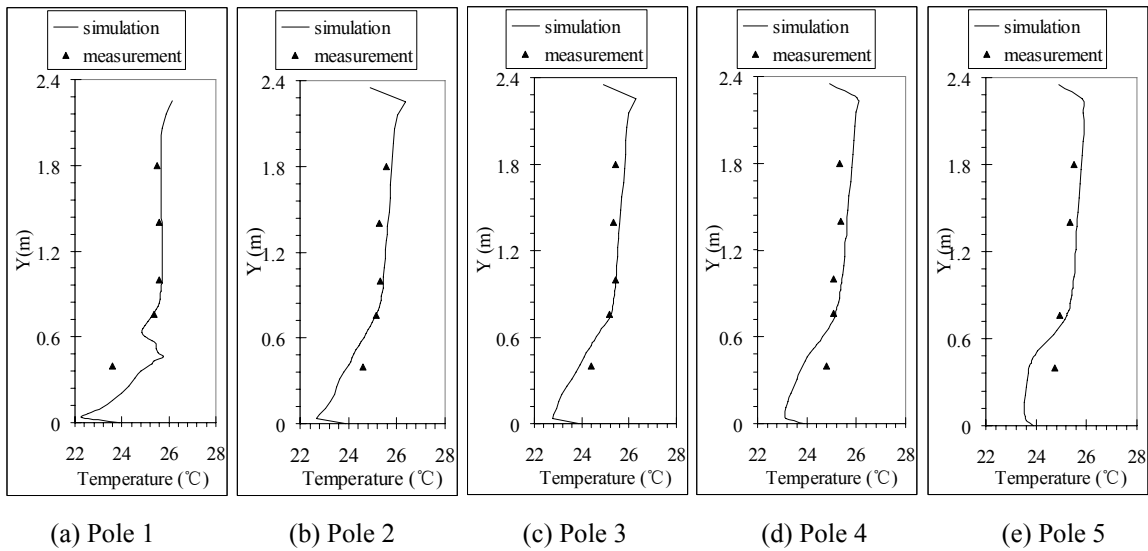 simulation
measurement
simulation
measurement
simulation
measurement
simulation
measurement
simulation
measurement
2.4
1.8
1.2
0.6
0
Y (m)
22 24 26 28
Temperature (℃)
2.4
1.8
1.2
0.6
0
Y (m)
22 24 26 28
Temperature (℃)
2.4
1.8
1.2
0.6
0
Y (m)
22 24 26 28
Temperature (℃)
2.4
1.8
1.2
0.6
0
Y (m)
22 24 26 28
Temperature (℃)
2.4
1.8
1.2
0.6
0
Y (m)
22 24 26 28
Temperature (℃)
(a) Pole 1
(b) Pole 2
(c) Pole 3
(d) Pole 4
(e) Pole 5